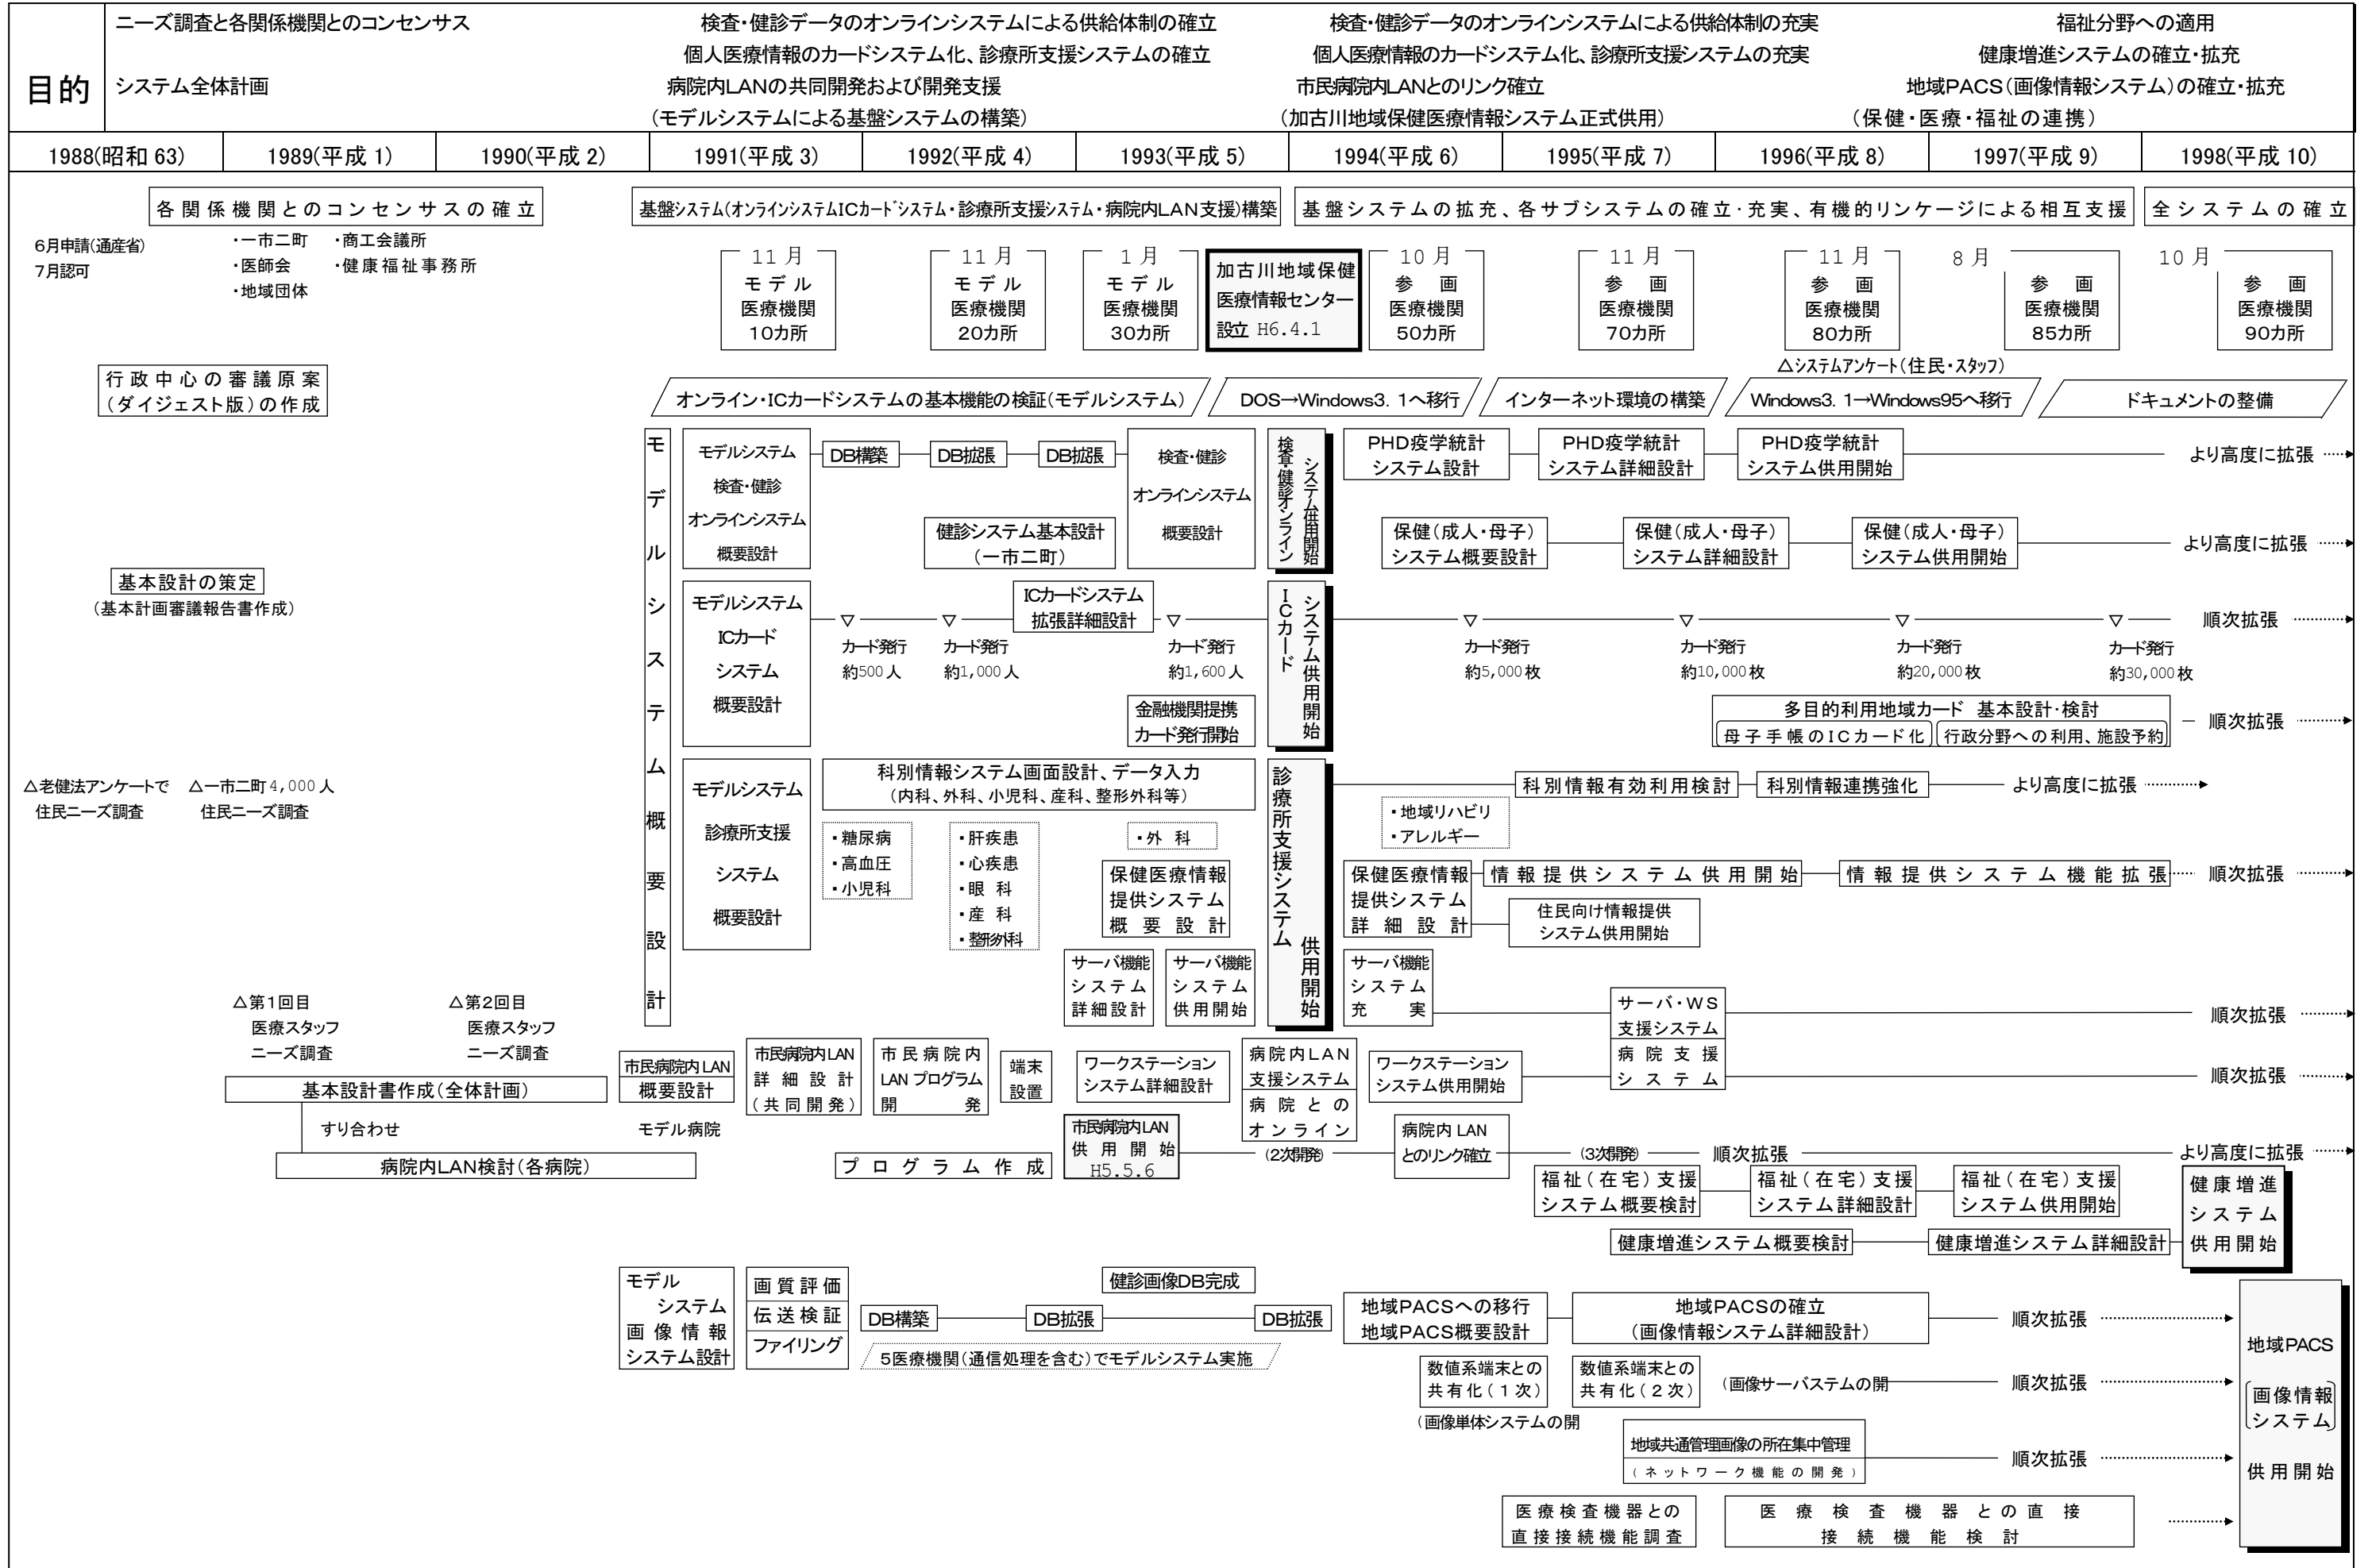 目的
ニーズ調査と各関係機関とのコンセンサス
システム全体計画
検査・健診データのオンラインシステムによる供給体制の確立
個人医療情報のカードシステム化、診療所支援システムの確立
病院内LANの共同開発および開発支援
(モデルシステムによる基盤システムの構築)
検査・健診データのオンラインシステムによる供給体制の充実
個人医療情報のカードシステム化、診療所支援システムの充実
市民病院内LANとのリンク確立
(加古川地域保健医療情報システム正式供用)
福祉分野への適用
健康増進システムの確立・拡充
地域PACS(画像情報システム)の確立・拡充
(保健・医療・福祉の連携)
1988(昭和 63)
1989(平成 1)
1990(平成 2)
1991(平成 3)
1992(平成 4)
1993(平成 5)
1994(平成 6)
1995(平成 7)
1996(平成 8)
1997(平成 9)
1998(平成 10)
各関係機関とのコンセンサスの確立
基盤システム(オンラインシステムICカードシステム・診療所支援システム・病院内LAN支援)構築
基盤システムの拡充、各サブシステムの確立・充実、有機的リンケージによる相互支援
全システムの確立
6月申請(通産省)
7月認可
・一市二町
・医師会
・地域団体
・商工会議所
・健康福祉事務所
11月
モデル
医療機関
10カ所
11月
モデル
医療機関
20カ所
1月
モデル
医療機関
30カ所
加古川地域保健
医療情報センター
設立 H6.4.1
10月
参 画
医療機関
50カ所
11月
参 画
医療機関
70カ所
11月
参 画
医療機関
80カ所
8月
参 画
医療機関
85カ所
10月
参 画
医療機関
90カ所
△システムアンケート(住民・スタッフ)
行政中心の審議原案
(ダイジェスト版)の作成
オンライン・ICカードシステムの基本機能の検証(モデルシステム)
DOS→Windows3.1へ移行
インターネット環境の構築
Windows3.1→Windows95へ移行
ドキュメントの整備
モデルシステム概要設計
モデルシステム
検査・健診
オンラインシステム
概要設計
DB構築
DB拡張
DB拡張
健診システム基本設計
(一市二町)
検査・健診
オンラインシステム
概要設計
検査・健診オンライン
システム供用開始
PHD疫学統計
システム設計
PHD疫学統計
システム詳細設計
PHD疫学統計
システム供用開始
より高度に拡張
保健(成人・母子)
システム概要設計
保健(成人・母子)
システム詳細設計
保健(成人・母子)
システム供用開始
より高度に拡張
基本設計の策定
(基本計画審議報告書作成)
モデルシステム
ICカード
システム
概要設計
▽
カード発行
約500人
▽
カード発行
約1,000人
ICカードシステム
拡張詳細設計
▽
カード発行
約1,600人
金融機関提携
カード発行開始
ICカード
システム供用開始
▽
カード発行
約5,000枚
▽
カード発行
約10,000枚
▽
カード発行
約20,000枚
▽
カード発行
約30,000枚
順次拡張
多目的利用地域カード 基本設計・検討
母子手帳のICカード化
行政分野への利用、施設予約
順次拡張
△老健法アンケートで
住民ニーズ調査
△一市二町4,000人
住民ニーズ調査
モデルシステム
診療所支援
システム
概要設計
科別情報システム画面設計、データ入力
(内科、外科、小児科、産科、整形外科等)
・糖尿病
・高血圧
・小児科
・肝疾患
・心疾患
・眼 科
・産 科
・整形外科
・外 科
保健医療情報
提供システム
概要設計
サーバ機能
システム
詳細設計
サーバ機能
システム
供用開始
診療所支援システム
供用開始
科別情報有効利用検討
科別情報連携強化
より高度に拡張
・地域リハビリ
・アレルギー
保健医療情報
提供システム
詳細設計
情報提供システム供用開始
情報提供システム機能拡張
順次拡張
住民向け情報提供
システム供用開始
サーバ機能
システム
充 実
サーバ・WS
支援システム
病院支援
システム
順次拡張
△第1回目
医療スタッフ
ニーズ調査
△第2回目
医療スタッフ
ニーズ調査
基本設計書作成(全体計画)
すり合わせ
病院内LAN検討(各病院)
市民病院内LAN
概要設計
モデル病院
市民病院内LAN
詳細設計
(共同開発)
市民病院内
LANプログラム
開 発
端末
設置
プログラム作成
ワークステーション
システム詳細設計
市民病院内LAN
供用開始
H5.5.6
病院内LAN
支援システム
病院との
オンライン
(2次開発)
ワークステーション
システム供用開始
順次拡張
病院内LAN
とのリンク確立
(3次開発)
順次拡張
より高度に拡張
福祉(在宅)支援
システム概要検討
福祉(在宅)支援
システム詳細設計
福祉(在宅)支援
システム供用開始
健康増進システム概要検討
健康増進システム詳細設計
健康増進
システム
供用開始
モデル
システム
画像情報
システム設計
画質評価
伝送検証
ファイリング
DB構築
DB拡張
健診画像DB完成
DB拡張
5医療機関(通信処理を含む)でモデルシステム実施
地域PACSへの移行
地域PACS概要設計
地域PACSの確立
(画像情報システム詳細設計)
順次拡張
数値系端末との
共有化(1次)
(画像単体システムの開
数値系端末との
共有化(2次)
(画像サーバステムの開
順次拡張
地域共通管理画像の所在集中管理
(ネットワーク機能の開発)
順次拡張
医療検査機器との
直接接続機能調査
医療検査機器との直接
接続機能検討
地域PACS
画像情報
システム
供用開始